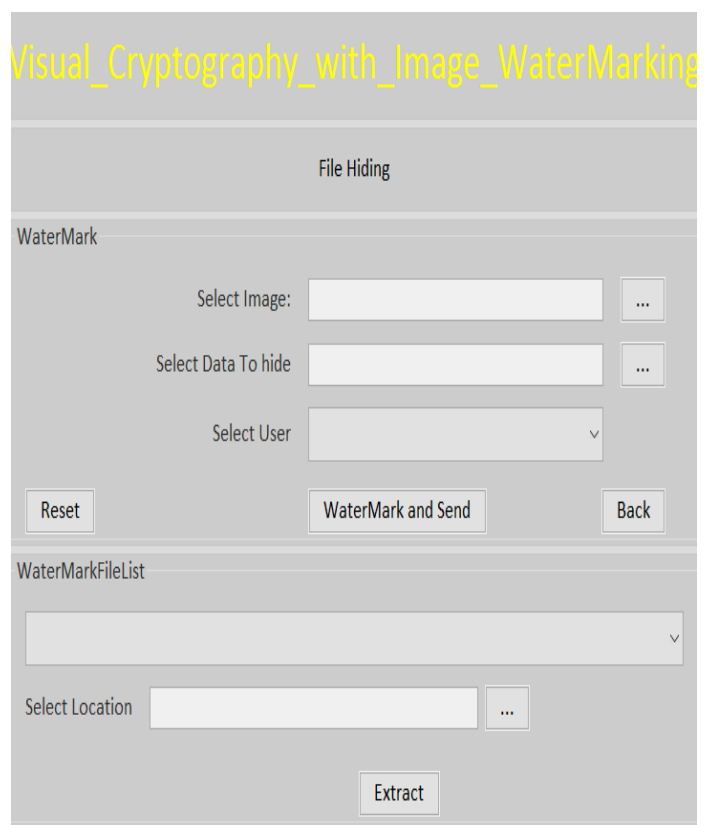 Visual_Cryptography_with_Image_WaterMarking
File Hiding
WaterMark
Select Image:
...
Select Data To hide
...
Select User
Reset
WaterMark and Send
Back
WaterMarkFileList
Select Location
...
Extract